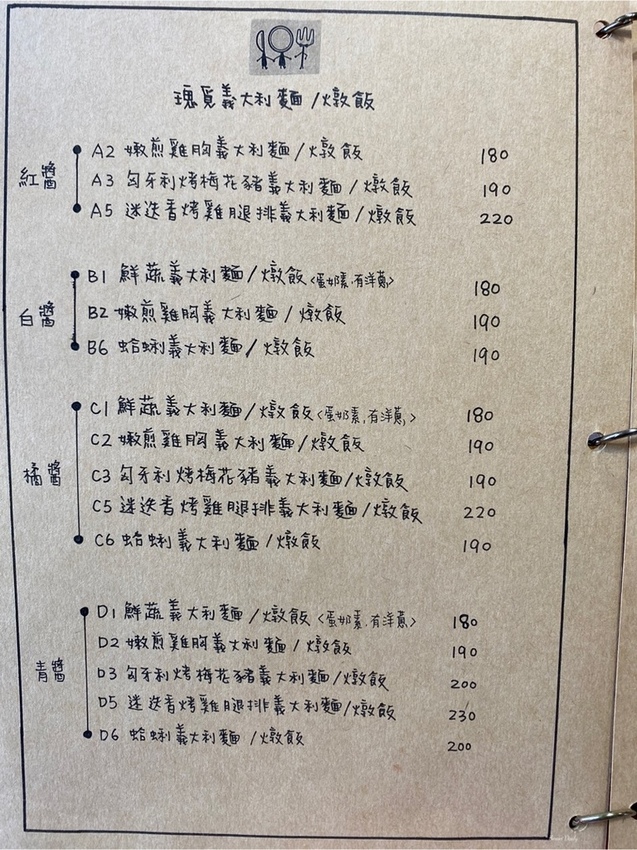 瑰覓義大利麵/燉飯
紅醬
A2 嫩煎雞胸義大利麵/燉飯 180
A3 匈牙利烤梅花豬義大利麵/燉飯 190
A5 迷迭香烤雞腿排義大利麵/燉飯 220
白醬
B1 鮮蔬義大利麵/燉飯<蛋奶素.有洋蔥> 180
B2 嫩煎雞胸義大利麵/燉飯 190
B6 蛤蜊義大利麵/燉飯 190
橘醬
C1 鮮蔬義大利麵/燉飯<蛋奶素,有洋蔥,> 180
C2 嫩煎雞胸義大利麵/燉飯 190
C3 匈牙利烤梅花豬義大利麵/燉飯 190
C5 迷迭香烤雞腿排義大利麵/燉飯 220
C6 蛤蜊義大利麵/燉飯 190
青醬
D1 鮮蔬義大利麵/燉飯<蛋奶素.有洋蔥> 180
D2 嫩煎雞胸義大利麵/燉飯 190
D3 匈牙利烤梅花豬義大利麵/燉飯 200
D5 迷迭香烤雞腿排義大利麵/燉飯 230
D6 蛤蜊義大利麵/燉飯 200